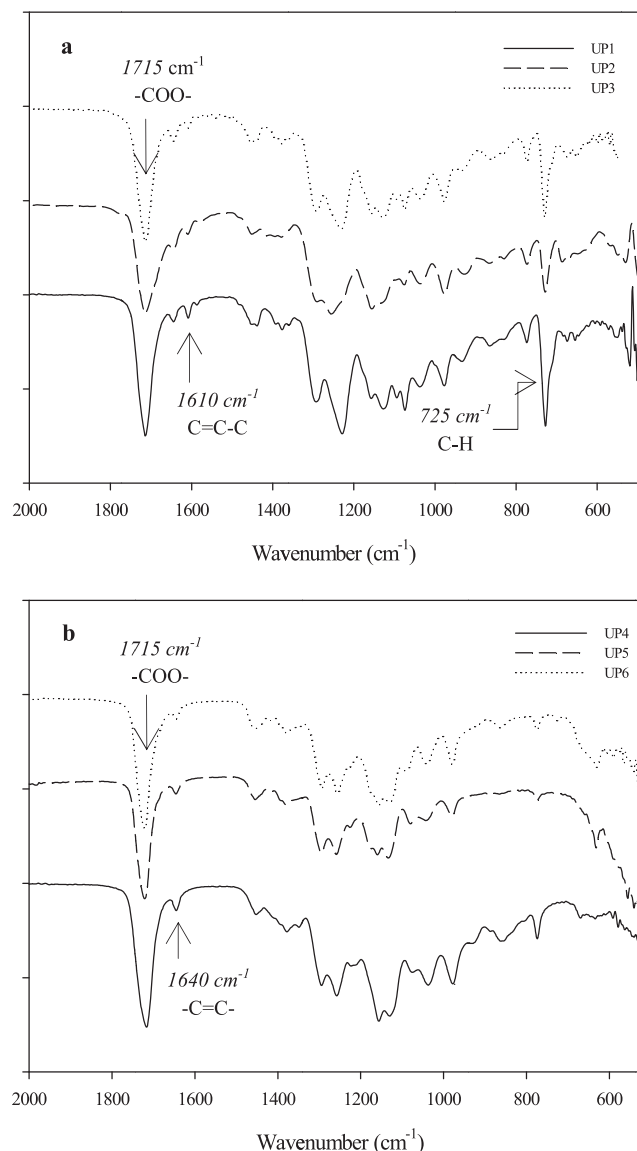 a
1715 cm-1
-COO-
UP1
UP2
UP3
1610 cm-1
C=C-C
725 cm-1
C-H
2000 1800 1600 1400 1200 1000 800 600
Wavenumber (cm-1)
b
1715 cm-1
-COO-
UP4
UP5
UP6
1640 cm-1
-C=C-
2000 1800 1600 1400 1200 1000 800 600
Wavenumber (cm-1)